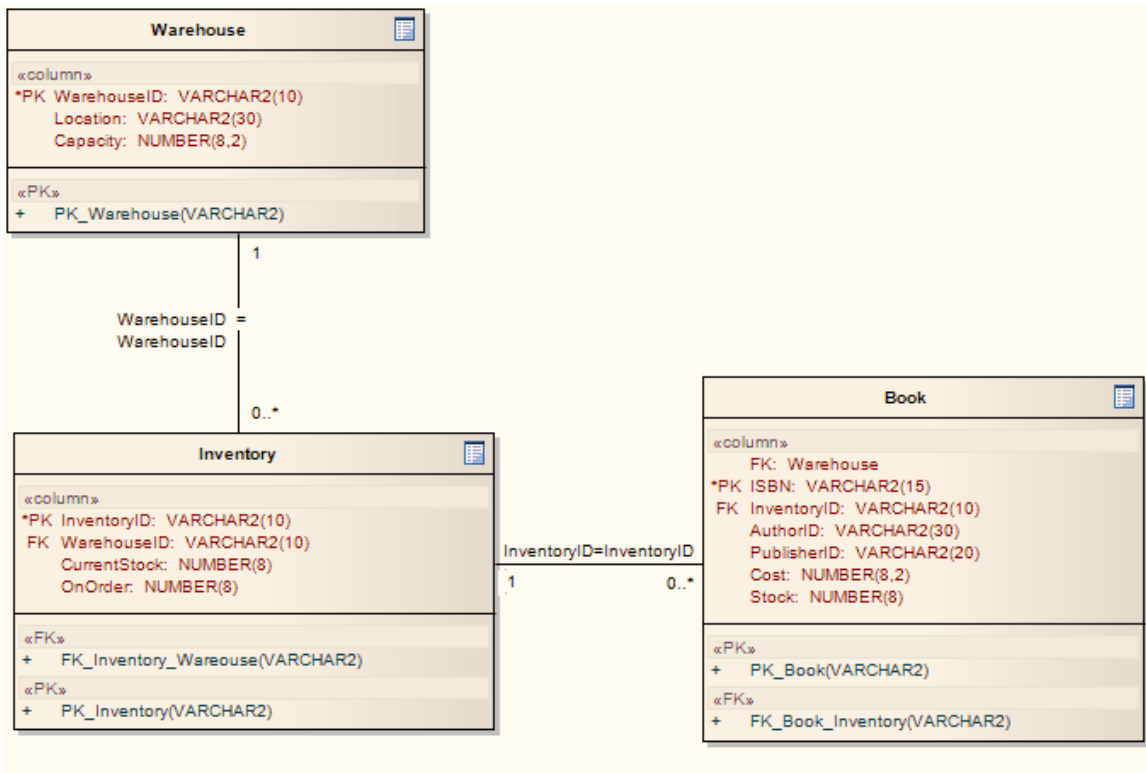 Warehouse
«column»
*PK WarehouseID: VARCHAR2(10)
Location: VARCHAR2(30)
Capacity: NUMBER(8,2)
«PK»
+ PK_Warehouse(VARCHAR2)
1
WarehouseID =
WarehouseID
0..*
Inventory
«column»
*PK InventoryID: VARCHAR2(10)
FK WarehouseID: VARCHAR2(10)
CurrentStock: NUMBER(8)
OnOrder: NUMBER(8)
«FK»
+ FK_Inventory_Wareouse(VARCHAR2)
«PK»
+ PK_Inventory(VARCHAR2)
InventoryID=InventoryID
1
0..*
Book
«column»
FK: Warehouse
*PK ISBN: VARCHAR2(15)
FK InventoryID: VARCHAR2(10)
AuthorID: VARCHAR2(30)
PublisherID: VARCHAR2(20)
Cost: NUMBER(8,2)
Stock: NUMBER(8)
«PK»
+ PK_Book(VARCHAR2)
«FK»
+ FK_Book_Inventory(VARCHAR2)